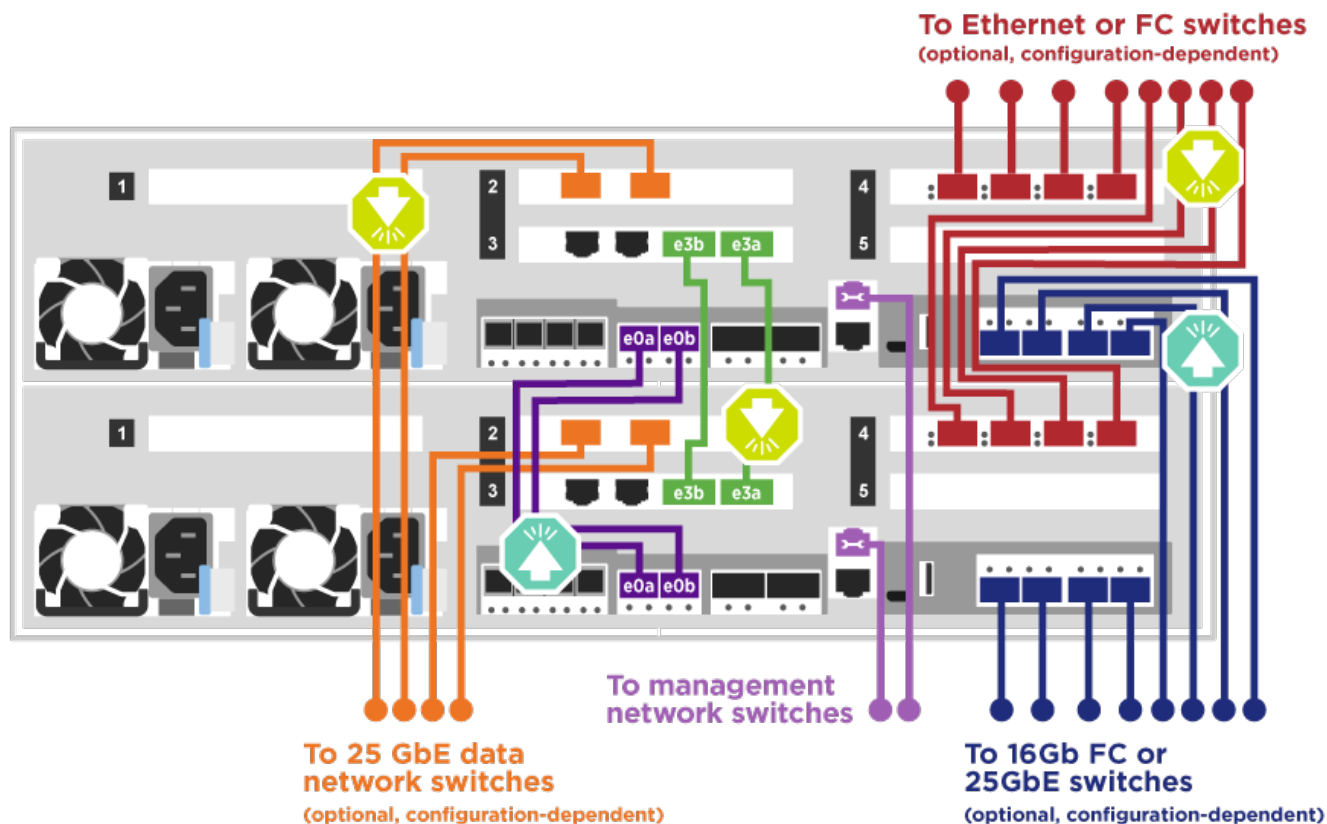 To Ethernet or FC switches
(optional, configuration-dependent)
1
2
4
3
e3b e3a
5
e0a e0b
1
2
4
3
e3b e3a
5
e0a e0b
To management
network switches
To 25 GbE data
network switches
(optional, configuration-dependent)
To 16Gb FC or
25GbE switches
(optional, configuration-dependent)